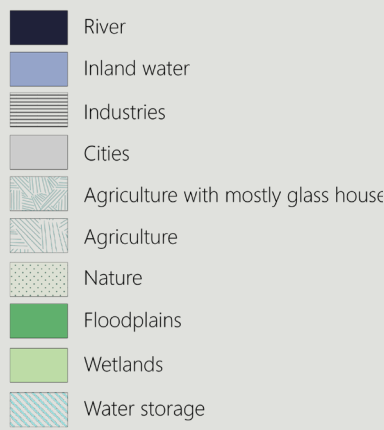 River
Inland water
Industries
Cities
Agriculture with mostly glass house
Agriculture
Nature
Floodplains
Wetlands
Water storage